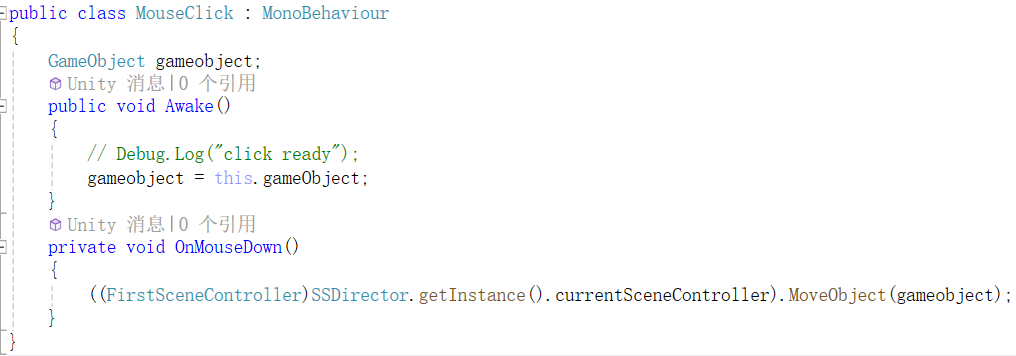 public class MouseClick : MonoBehaviour
{
GameObject gameobject;
Unity 消息|0 个引用
public void Awake()
{
// Debug.Log("click ready");
gameobject = this.gameObject;
}
Unity 消息|0 个引用
private void OnMouseDown()
{
((FirstSceneController)SSDirector.getInstance().currentSceneController).MoveObject(gameobject);
}
}